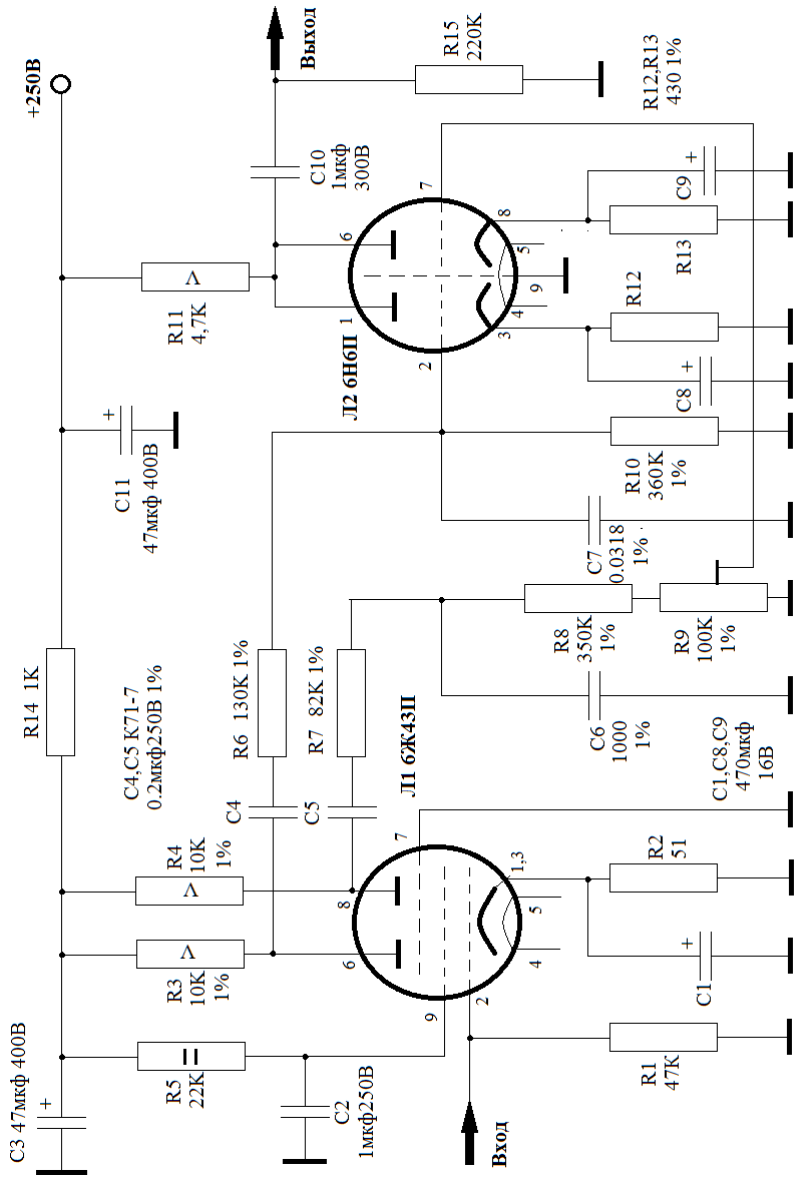 C3 47мкф 400В
R14 1K
+250В
C11
47мкф 400В
C4,C5 K71-7
0.2мкф250В 1%
R5
22K
R3
10K
1%
R4
10K
1%
R11
4,7K
C4
R6 130K 1%
C5
R7 82K 1%
C10
1мкф
300В
Выход
C2
1мкф250В
Л1 6Ж43П
Л2 6Н6П
6
8
9
7
2
1,3
4
5
1
6
2
7
3
4
9
5
8
R15
220K
Вход
R1
47K
C1
R2
51
C6
1000
1%
R8
350K
1%
R9
100K
1%
C7
0.0318
1%
R10
360K
1%
C8
R12
R13
C9
R12,R13
430 1%
C1,C8,C9
470мкф
16В
+
+
+
+
+